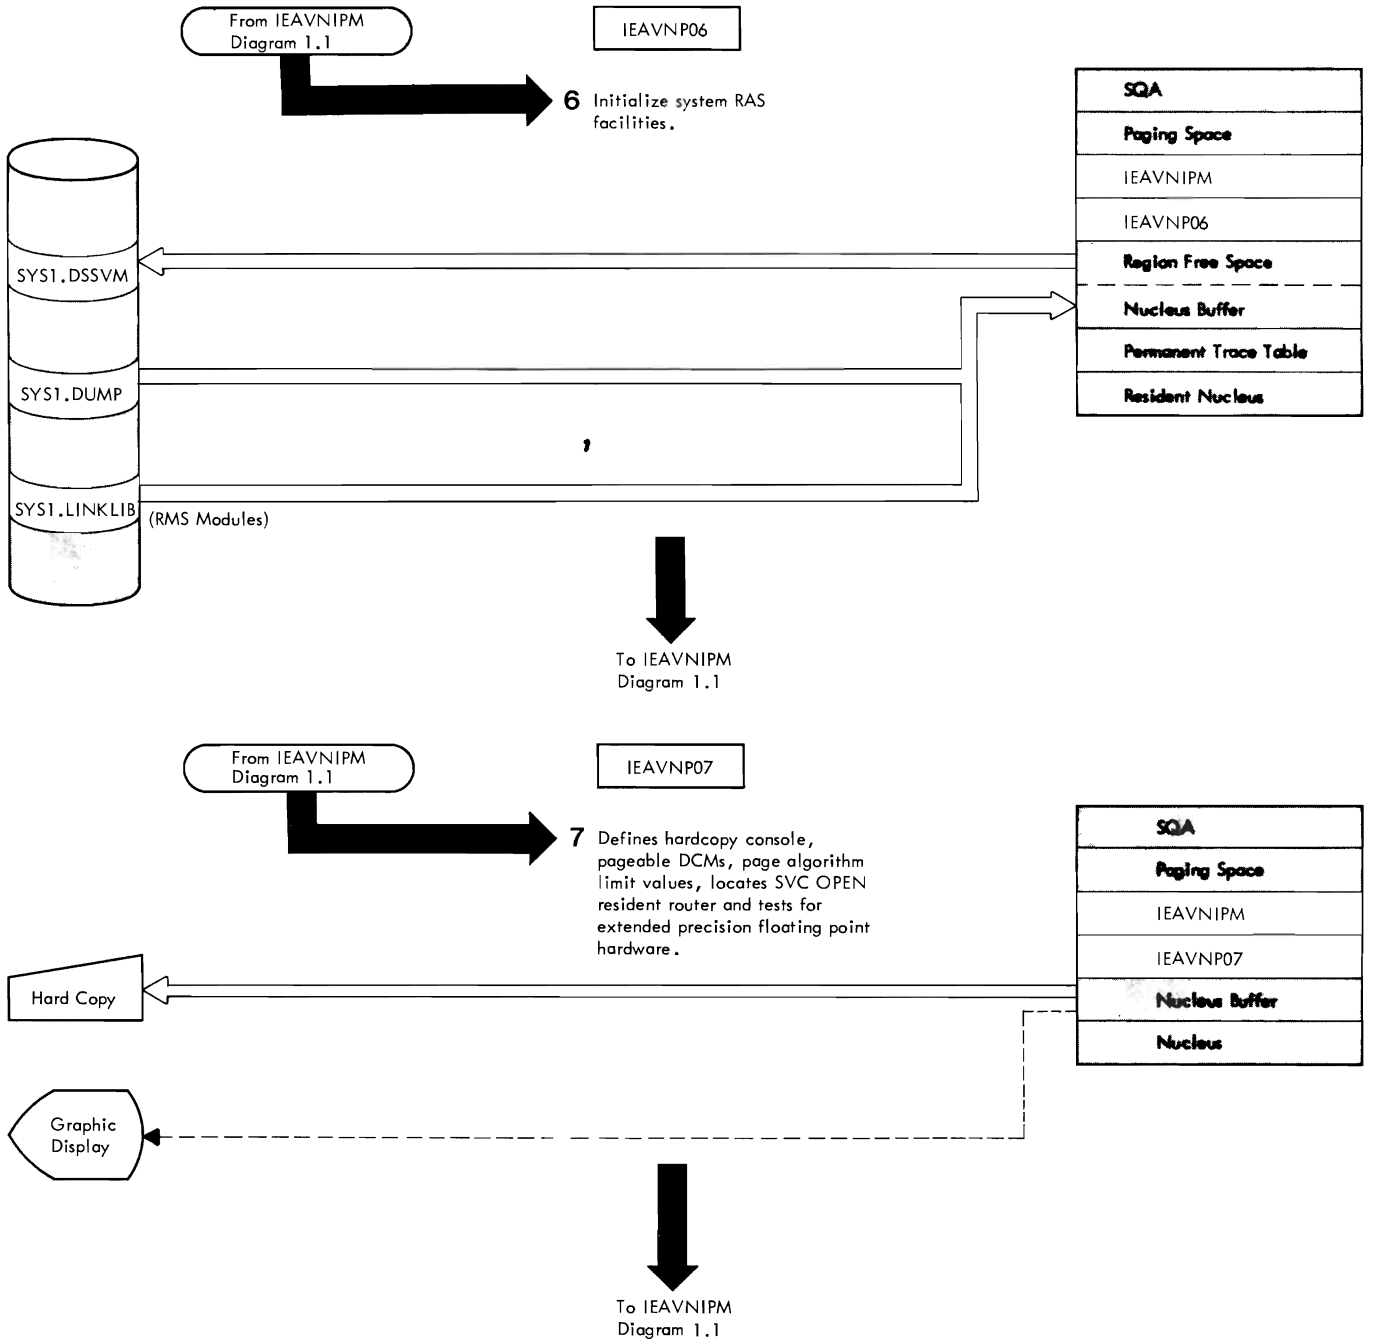 From IEAVNIPM
Diagram 1.1
IEAVNP06
6 Initialize system RAS
facilities.
SQA
Paging Space
IEAVNIPM
IEAVNP06
Region Free Space
Nucleus Buffer
Permanent Trace Table
Resident Nucleus
SYS1.DSSVM
SYS1.DUMP
,
SYS1.LINKLIB
(RMS Modules)
To IEAVNIPM
Diagram 1.1
From IEAVNIPM
Diagram 1.1
IEAVNP07
7 Defines hardcopy console,
pageable DCMs, page algorithm
limit values, locates SVC OPEN
resident router and tests for
extended precision floating point
hardware.
SQA
Paging Space
IEAVNIPM
IEAVNP07
Nucleus Buffer
Nucleus
Hard Copy
Graphic
Display
To IEAVNIPM
Diagram 1.1